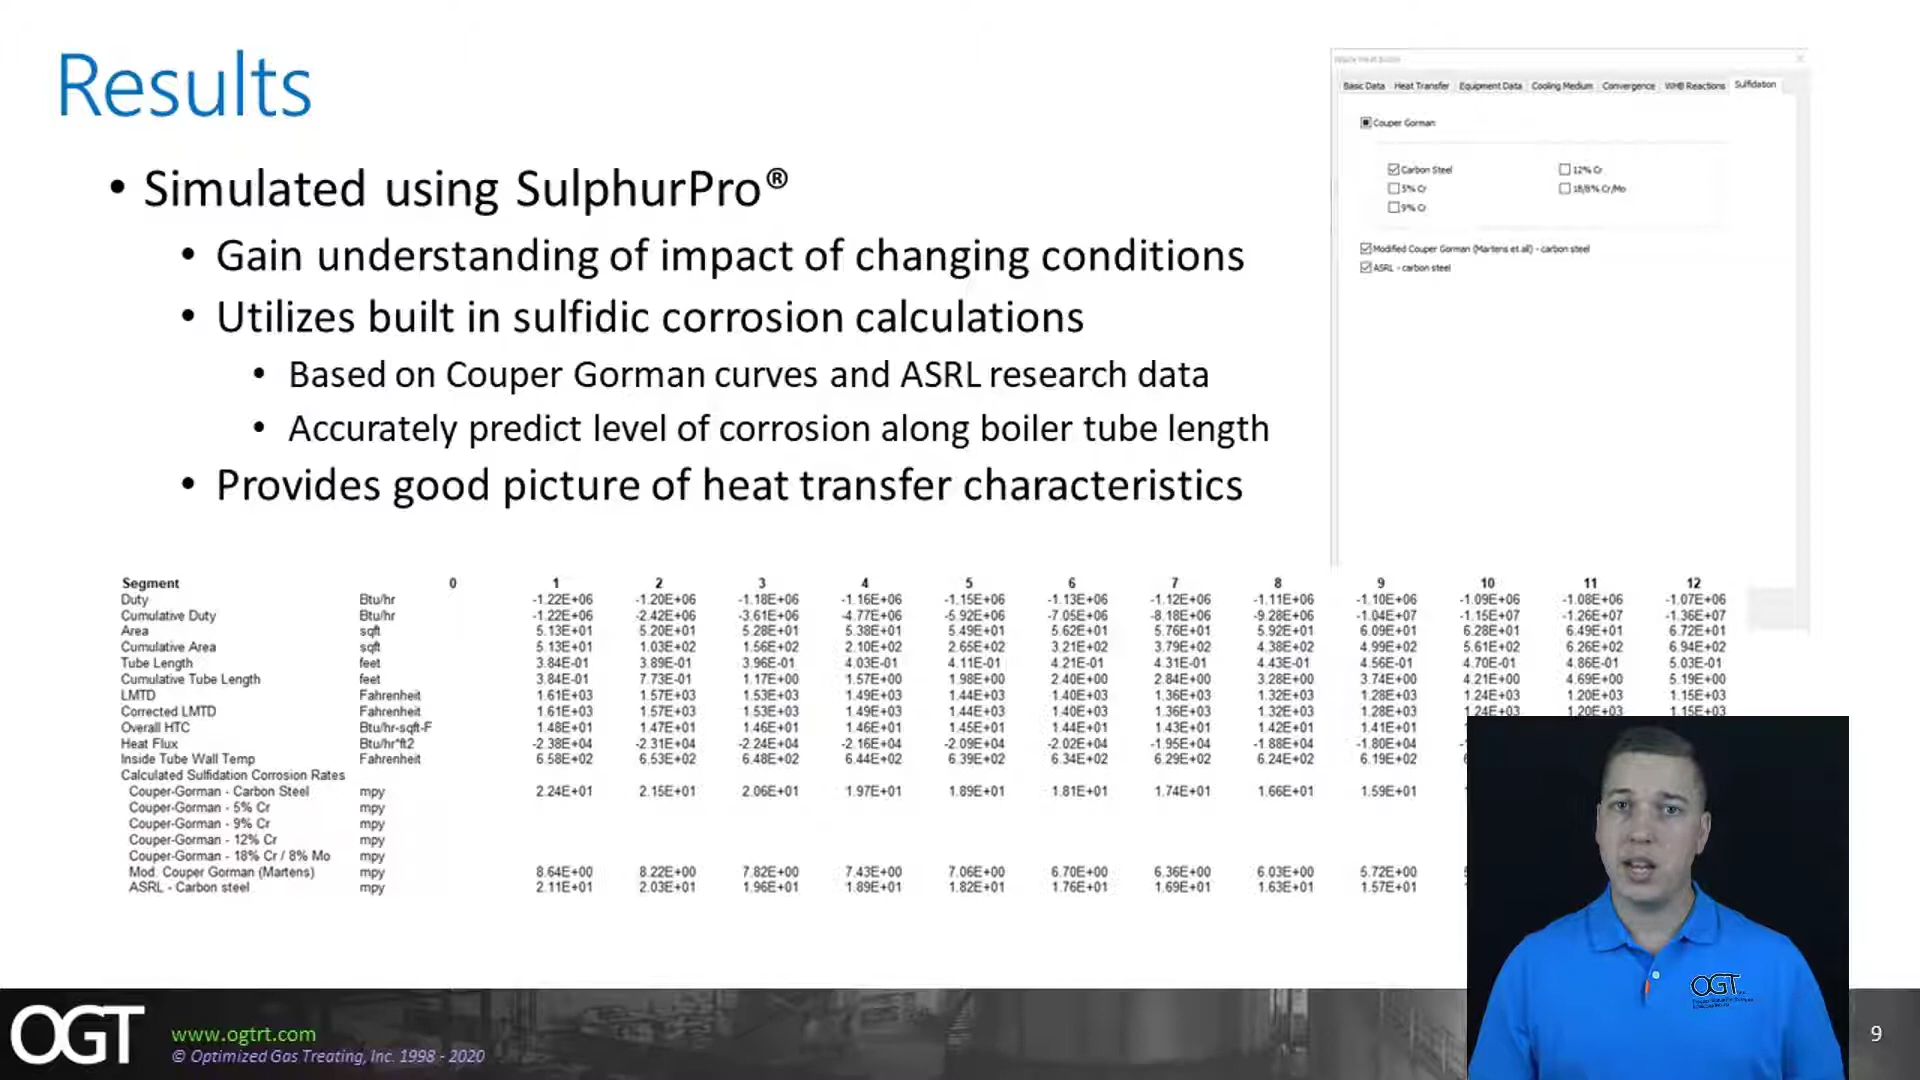 Results
• Simulated using SulphurPro®
• Gain understanding of impact of changing conditions
• Utilizes built in sulfidic corrosion calculations
• Based on Couper Gorman curves and ASRL research data
• Accurately predict level of corrosion along boiler tube length
• Provides good picture of heat transfer characteristics
Basic Data Heat Transfer Equipment Data Cooling Medium Convergence WHB Reactions Sulfidation
Couper Gorman
Carbon Steel 12% Cr
5% Cr 18/8% Cr/Mo
9% Cr
Modified Couper Gorman (Martens et.all) - carbon steel
ASRL - carbon steel
Segment 0 1 2 3 4 5 6 7 8 9 10 11 12
Duty Btu/hr -1.22E+06 -1.20E+06 -1.18E+06 -1.16E+06 -1.15E+06 -1.13E+06 -1.12E+06 -1.11E+06 -1.10E+06 -1.09E+06 -1.08E+06 -1.07E+06
Cumulative Duty Btu/hr -1.22E+06 -2.42E+06 -3.61E+06 -4.77E+06 -5.92E+06 -7.05E+06 -8.18E+06 -9.28E+06 -1.04E+07 -1.15E+07 -1.26E+07 -1.36E+07
Area sqft 5.13E+01 5.20E+01 5.28E+01 5.38E+01 5.49E+01 5.62E+01 5.76E+01 5.92E+01 6.09E+01 6.28E+01 6.49E+01 6.72E+01
Cumulative Area sqft 5.13E+01 1.03E+02 1.56E+02 2.10E+02 2.65E+02 3.21E+02 3.79E+02 4.38E+02 4.99E+02 5.61E+02 6.26E+02 6.94E+02
Tube Length feet 3.84E-01 3.89E-01 3.96E-01 4.03E-01 4.11E-01 4.21E-01 4.31E-01 4.43E-01 4.56E-01 4.70E-01 4.86E-01 5.03E-01
Cumulative Tube Length feet 3.84E-01 7.73E-01 1.17E+00 1.57E+00 1.98E+00 2.40E+00 2.84E+00 3.28E+00 3.74E+00 4.21E+00 4.69E+00 5.19E+00
LMTD Fahrenheit 1.61E+03 1.57E+03 1.53E+03 1.49E+03 1.44E+03 1.40E+03 1.36E+03 1.32E+03 1.28E+03 1.24E+03 1.20E+03 1.15E+03
Corrected LMTD Fahrenheit 1.61E+03 1.57E+03 1.53E+03 1.49E+03 1.44E+03 1.40E+03 1.36E+03 1.32E+03 1.28E+03 1.24E+03 1.20E+03 1.15E+03
Overall HTC Btu/hr-sqft-F 1.48E+01 1.47E+01 1.46E+01 1.46E+01 1.45E+01 1.44E+01 1.43E+01 1.42E+01 1.41E+01
Heat Flux Btu/hr*ft2 -2.38E+04 -2.31E+04 -2.24E+04 -2.16E+04 -2.09E+04 -2.02E+04 -1.95E+04 -1.88E+04 -1.80E+04
Inside Tube Wall Temp Fahrenheit 6.58E+02 6.53E+02 6.48E+02 6.44E+02 6.39E+02 6.34E+02 6.29E+02 6.24E+02 6.19E+02
Calculated Sulfidation Corrosion Rates
Couper-Gorman - Carbon Steel mpy 2.24E+01 2.15E+01 2.06E+01 1.97E+01 1.89E+01 1.81E+01 1.74E+01 1.66E+01 1.59E+01
Couper-Gorman - 5% Cr mpy
Couper-Gorman - 9% Cr mpy
Couper-Gorman - 12% Cr mpy
Couper-Gorman - 18% Cr / 8% Mo mpy
Mod. Couper Gorman (Martens) mpy 8.64E+00 8.22E+00 7.82E+00 7.43E+00 7.06E+00 6.70E+00 6.36E+00 6.03E+00 5.72E+00
ASRL - Carbon steel mpy 2.11E+01 2.03E+01 1.96E+01 1.89E+01 1.82E+01 1.76E+01 1.69E+01 1.63E+01 1.57E+01
OGT
OGT
www.ogtrt.com
© Optimized Gas Treating, Inc. 1998 - 2020
9